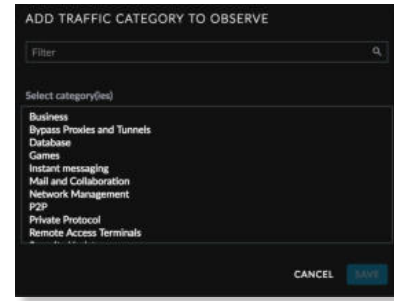 ADD TRAFFIC CATEGORY TO OBSERVE
Filter
Select category(ies)
Business
Bypass Proxies and Tunnels
Database
Games
Instant messaging
Mail and Collaboration
Network Management
P2P
Private Protocol
Remote Access Terminals
CANCEL SAVE